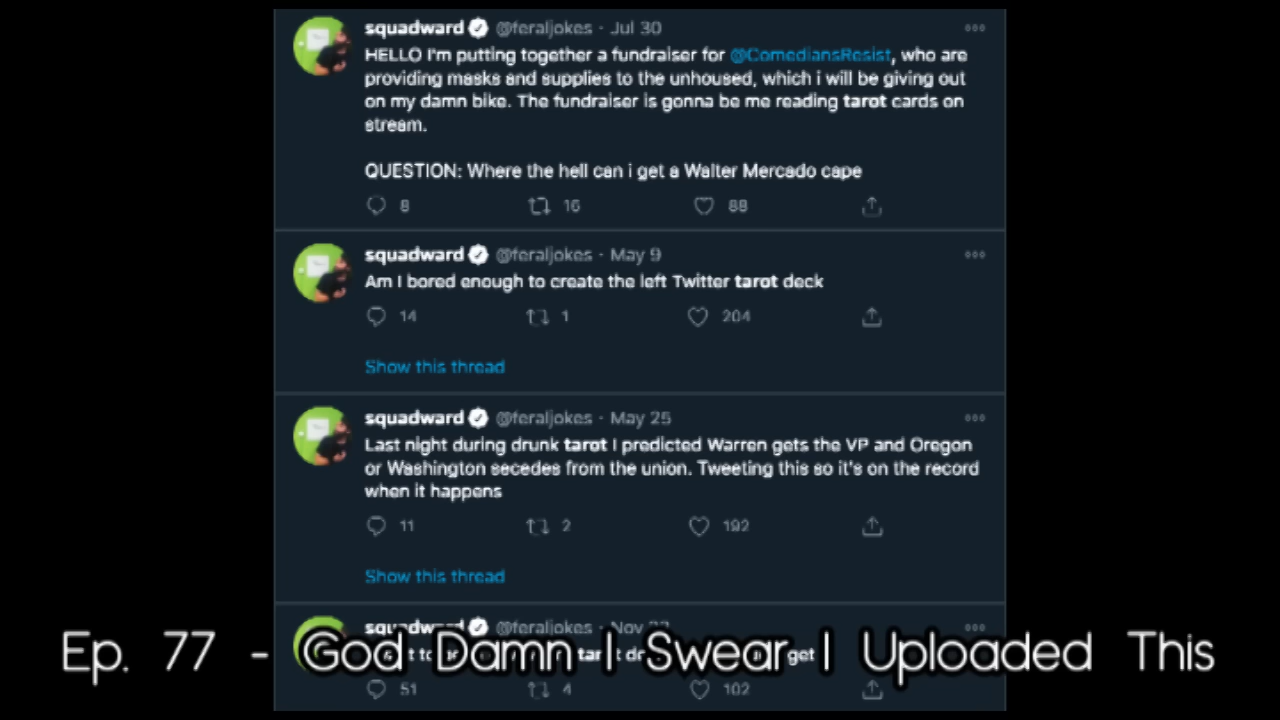 squadward @feraljokes · Jul 30
HELLO I'm putting together a fundraiser for @ComediansResist, who are
providing masks and supplies to the unhoused, which i will be giving out
on my damn bike. The fundraiser is gonna be me reading tarot cards on
stream.
QUESTION: Where the hell can i get a Walter Mercado cape
8 16 88
squadward @feraljokes · May 9
Am I bored enough to create the left Twitter tarot deck
14 1 204
Show this thread
squadward @feraljokes · May 25
Last night during drunk tarot I predicted Warren gets the VP and Oregon
or Washington secedes from the union. Tweeting this so it's on the record
when it happens
11 2 192
Show this thread
squadward @feraljokes · Nov
tarot get
51 4 102
Ep. 77 - God Damn I Swear I Uploaded This